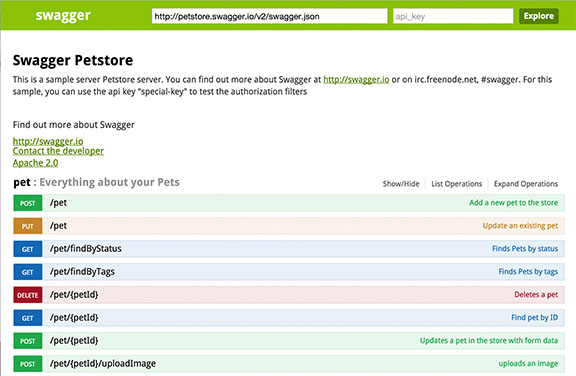 swagger http://petstore.swagger.io/v2/swagger.json api_key Explore
Swagger Petstore
This is a sample server Petstore server. You can find out more about Swagger at http://swagger.io or on irc.freenode.net, #swagger. For this
sample, you can use the api key "special-key" to test the authorization filters
Find out more about Swagger
http://swagger.io
Contact the developer
Apache 2.0
pet : Everything about your Pets Show/Hide List Operations Expand Operations
POST /pet Add a new pet to the store
PUT /pet Update an existing pet
GET /pet/findByStatus Finds Pets by status
GET /pet/findByTags Finds Pets by tags
DELETE /pet/{petId} Deletes a pet
GET /pet/{petId} Find pet by ID
POST /pet/{petId} Updates a pet in the store with form data
POST /pet/{petId}/uploadImage uploads an image